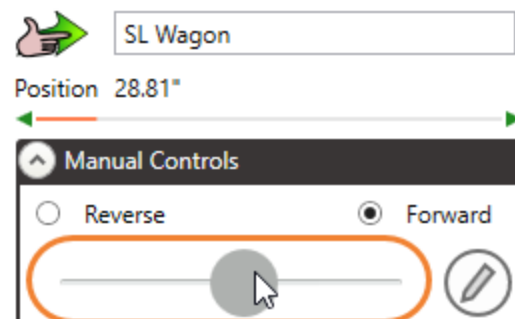 SL Wagon
Position 28.81"
Manual Controls
Reverse Forward